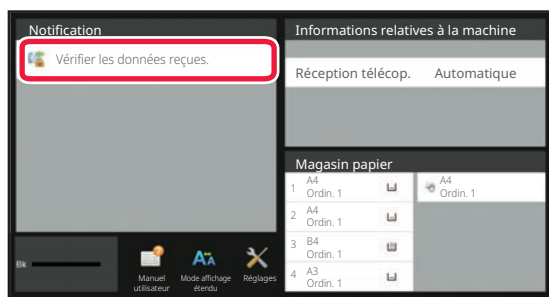 Notification
Vérifier les données reçues.
Informations relatives à la machine
Réception télécop. Automatique
Magasin papier
1 A4
Ordin. 1
2 A4
Ordin. 1
3 B4
Ordin. 1
4 A3
Ordin. 1
A4
Ordin. 1
Bk
Manuel
utilisateur
Mode affichage
étendu
Réglages